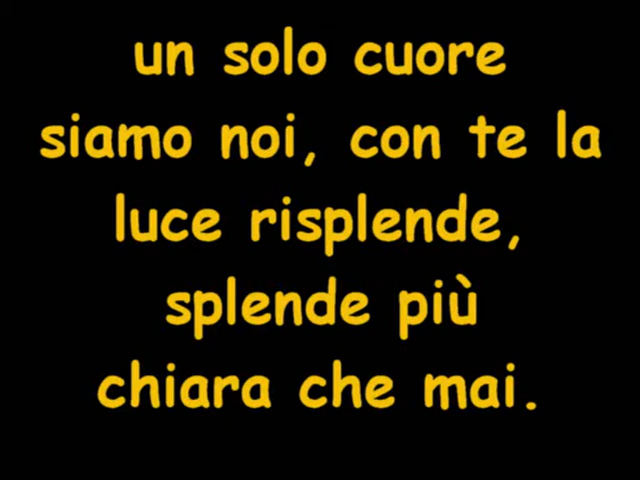 un solo cuore
siamo noi, con te la
luce risplende,
splende più
chiara che mai.